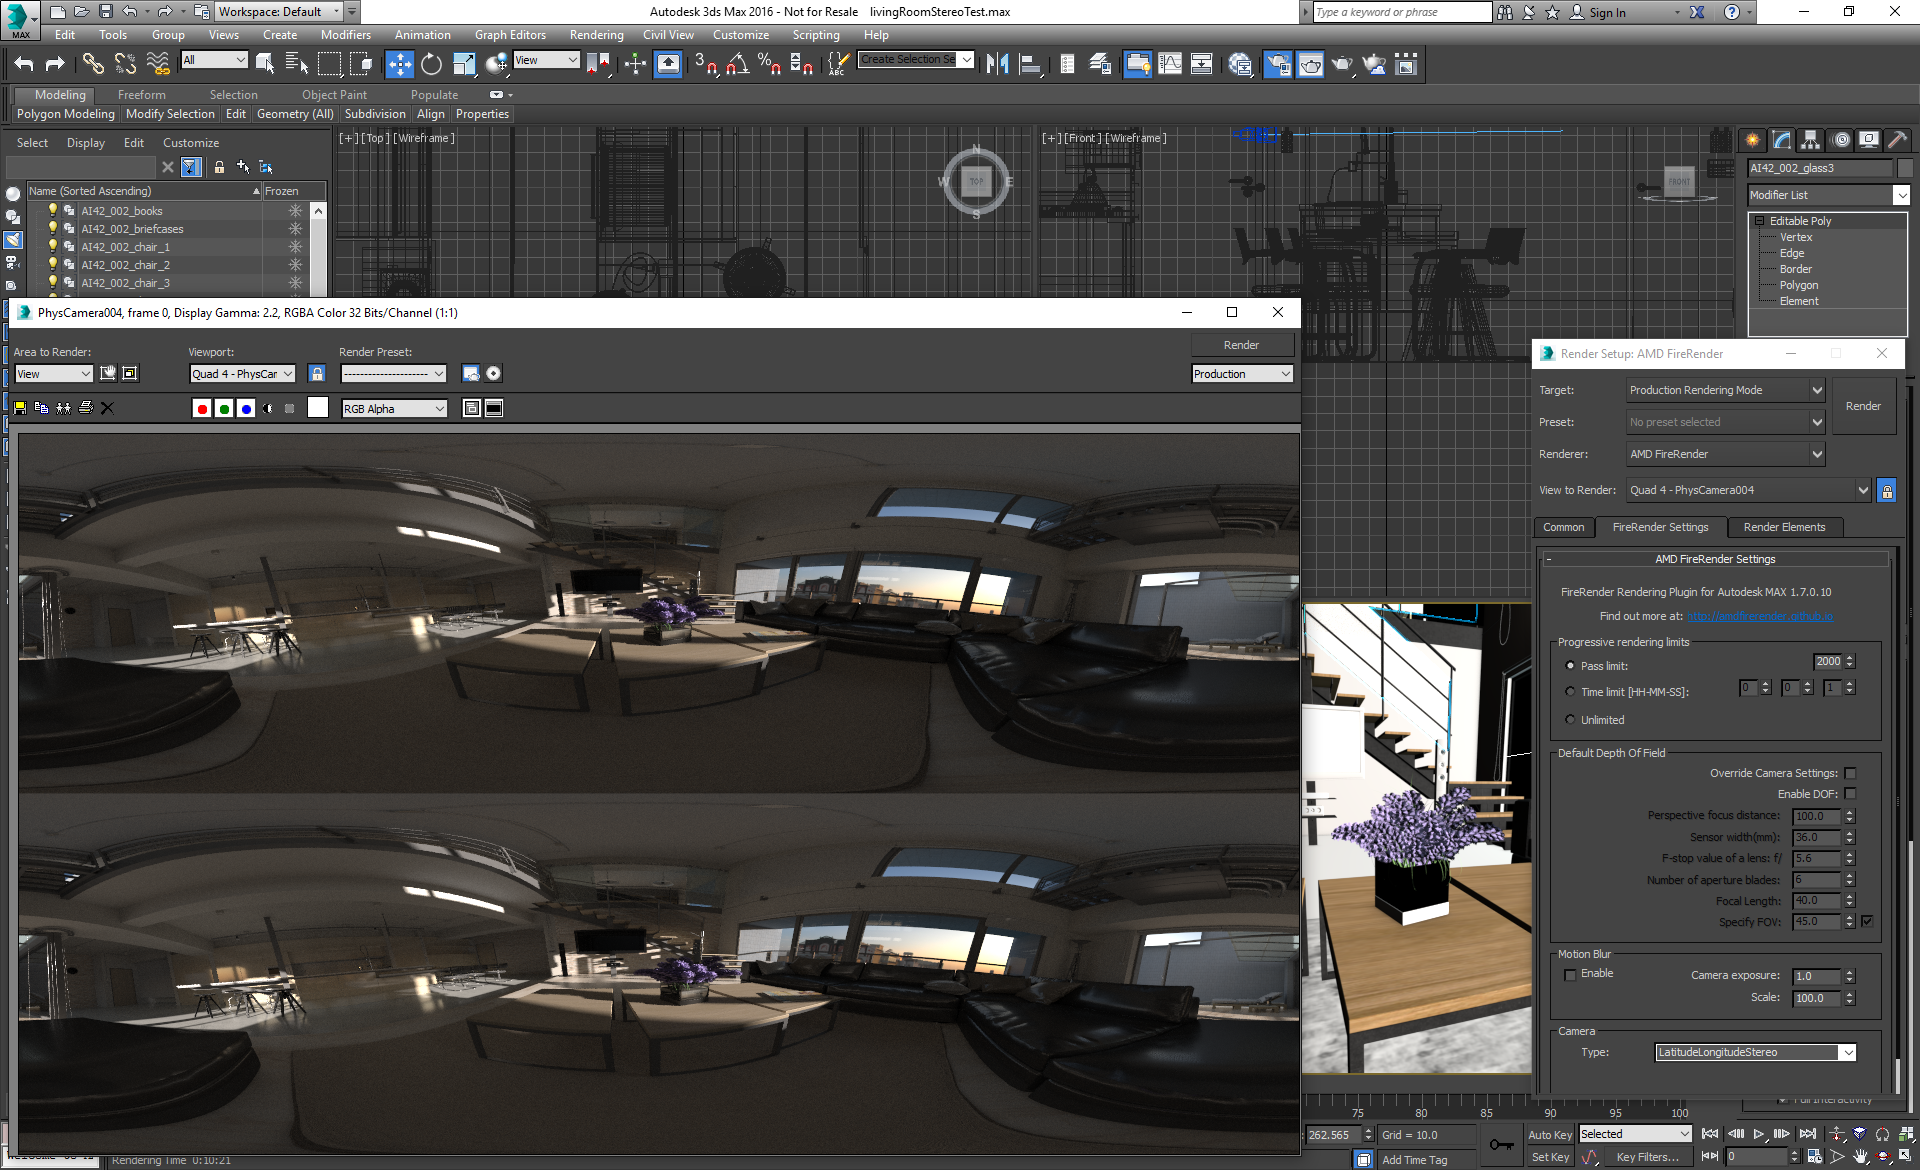 Workspace: Default
Autodesk 3ds Max 2016 - Not for Resale    livingRoomStereoTest.max
Type a keyword or phrase
Sign In
MAX
Edit Tools Group Views Create Modifiers Animation Graph Editors Rendering Civil View Customize Scripting Help
All
View
3
ABC
Create Selection Se
Modeling Freeform Selection Object Paint Populate
Polygon Modeling Modify Selection Edit Geometry (All) Subdivision Align Properties
Select Display Edit Customize
Name (Sorted Ascending) Frozen
AI42_002_books
AI42_002_briefcases
AI42_002_chair_1
AI42_002_chair_2
AI42_002_chair_3
[+] [Top] [Wireframe]
N
W TOP E
S
[+] [Front] [Wireframe]
FRONT
AI42_002_glass3
Modifier List
Editable Poly
Vertex
Edge
Border
Polygon
Element
PhysCamera004, frame 0, Display Gamma: 2.2, RGBA Color 32 Bits/Channel (1:1)
Area to Render:
View
Viewport:
Quad 4 - PhysCar
Render Preset:
Render
Production
RGB Alpha
Render Setup: AMD FireRender
Target: Production Rendering Mode
Render
Preset: No preset selected
Renderer: AMD FireRender
View to Render: Quad 4 - PhysCamera004
Common FireRender Settings Render Elements
- AMD FireRender Settings
FireRender Rendering Plugin for Autodesk MAX 1.7.0.10
Find out more at: http://amdfirerender.github.io
Progressive rendering limits
Pass limit: 2000
Time limit [HH-MM-SS]: 0 0 1
Unlimited
Default Depth Of Field
Override Camera Settings:
Enable DOF:
Perspective focus distance: 100.0
Sensor width(mm): 36.0
F-stop value of a lens: f/ 5.6
Number of aperture blades: 6
Focal Length: 40.0
Specify FOV: 45.0
Motion Blur
Enable
Camera exposure: 1.0
Scale: 100.0
Camera
Type: LatitudeLongitudeStereo
Full Interactivity
75 80 85 90 95 100
262.565
Grid = 10.0
Auto Key
Selected
Rendering Time 0:10:21
Add Time Tag
Set Key
Key Filters...
0